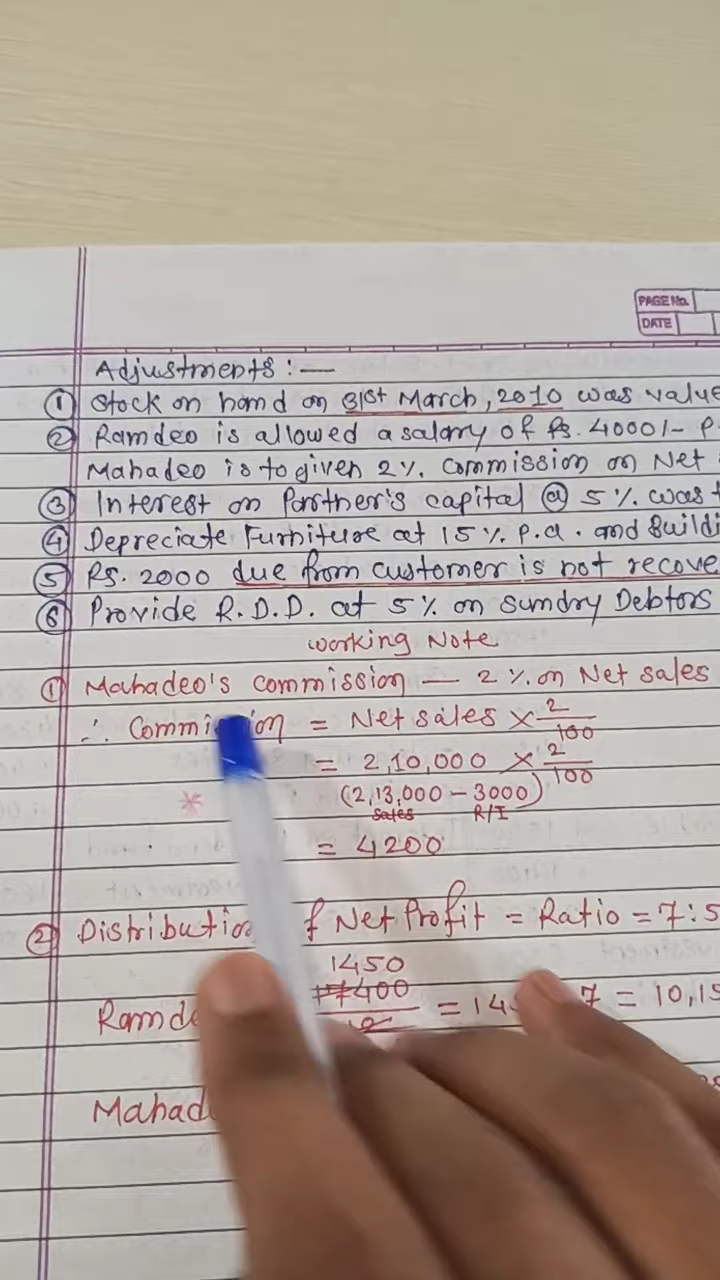 PAGE No.
DATE
Adjustments :—
① Stock on hand on 31st March, 2010 was value
② Ramdeo is allowed a salary of Rs. 4000/- P.
Mahadeo is to given 2%. Commission on Net
③ Interest on Partner's capital @ 5%. was
④ Depreciate Furniture at 15%. P.a. and Buildi
⑤ Rs. 2000 due from customer is not recove
⑥ Provide R.D.D. at 5% on Sundry Debtors
Working Note
① Mahadeo's commission — 2%. on Net sales
∴ Commission = Net sales × 2/100
= 2,10,000 × 2/100
* (2,13,000 - 3000)
sales R/I
= 4200
② Distribution of Net Profit = Ratio = 7:5
1450
Ramde = 14 7 = 10,15
Mahad